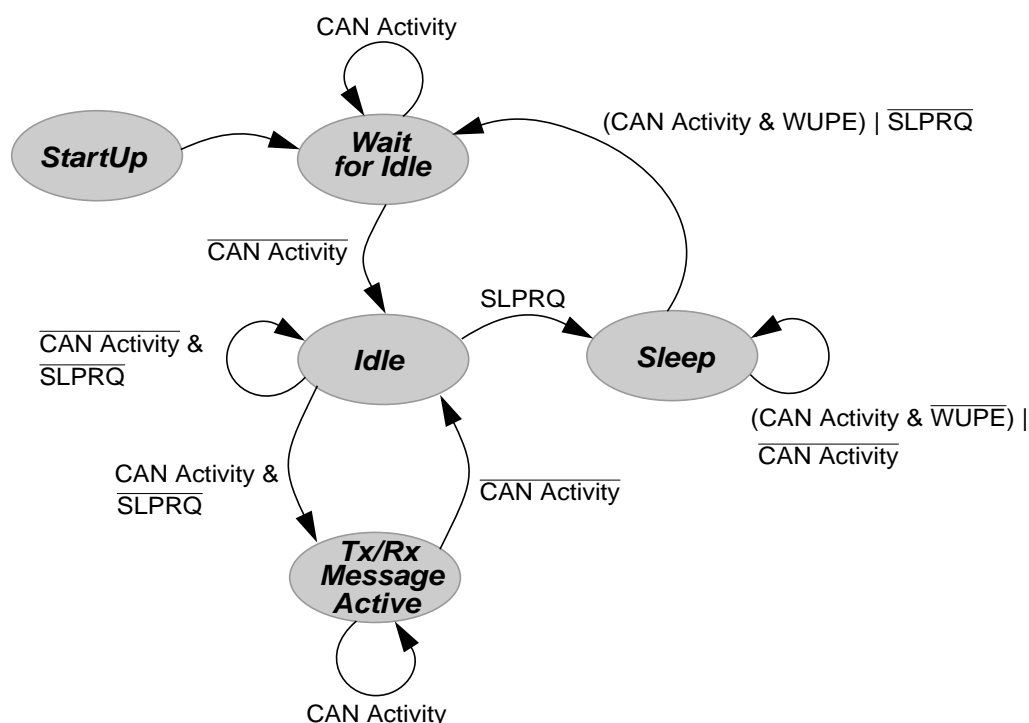 CAN Activity
(CAN Activity & WUPE) | SLPRQ
StartUp
Wait
for Idle
CAN Activity
SLPRQ
CAN Activity &
SLPRQ
Idle
Sleep
(CAN Activity & WUPE) |
CAN Activity
CAN Activity &
SLPRQ
CAN Activity
Tx/Rx
Message
Active
CAN Activity